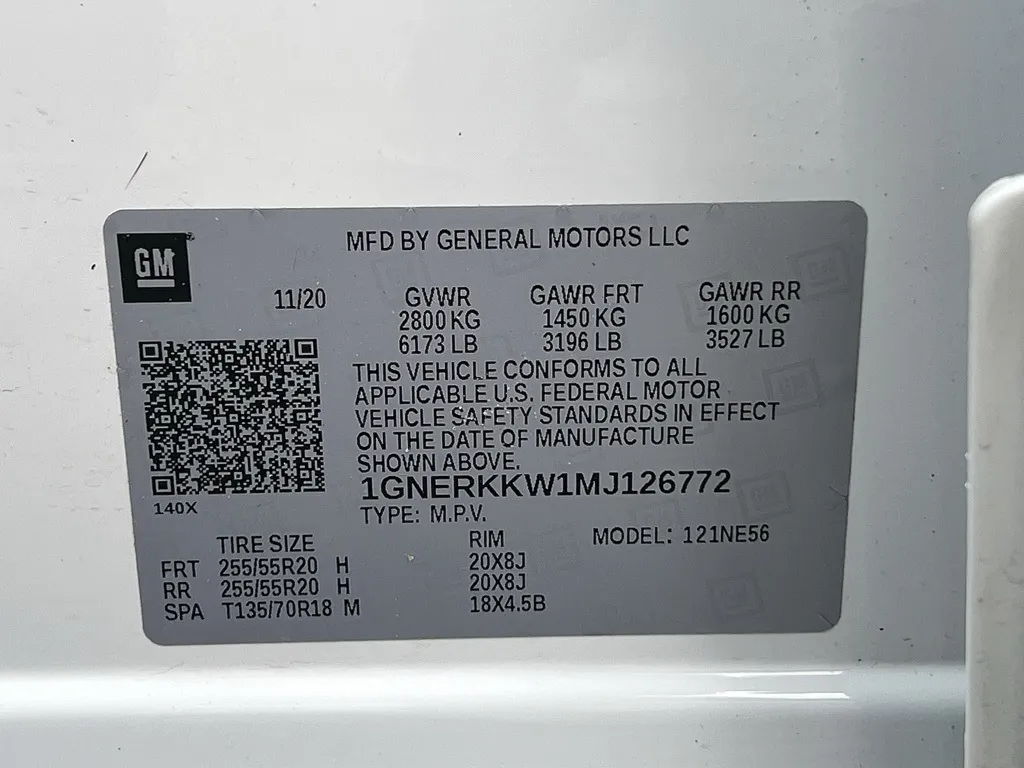 GM
MFD BY GENERAL MOTORS LLC
11/20 GVWR GAWR FRT GAWR RR
2800 KG 1450 KG 1600 KG
6173 LB 3196 LB 3527 LB
THIS VEHICLE CONFORMS TO ALL
APPLICABLE U.S. FEDERAL MOTOR
VEHICLE SAFETY STANDARDS IN EFFECT
ON THE DATE OF MANUFACTURE
SHOWN ABOVE.
1GNERKKW1MJ126772
140X
TYPE: M.P.V.
TIRE SIZE RIM MODEL: 121NE56
FRT 255/55R20 H 20X8J
RR 255/55R20 H 20X8J
SPA T135/70R18 M 18X4.5B